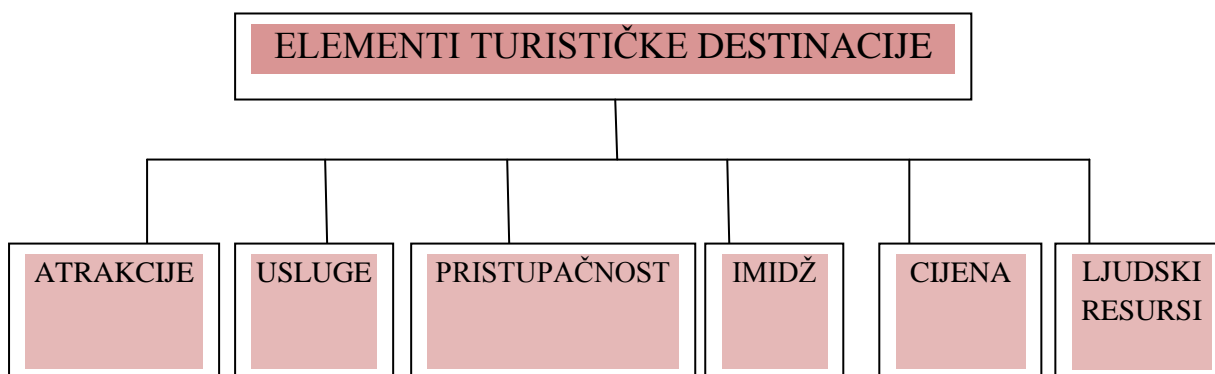 ELEMENTI TURISTIČKE DESTINACIJE
ATRAKCIJE
USLUGE
PRISTUPAČNOST
IMIDŽ
CIJENA
LJUDSKI
RESURSI